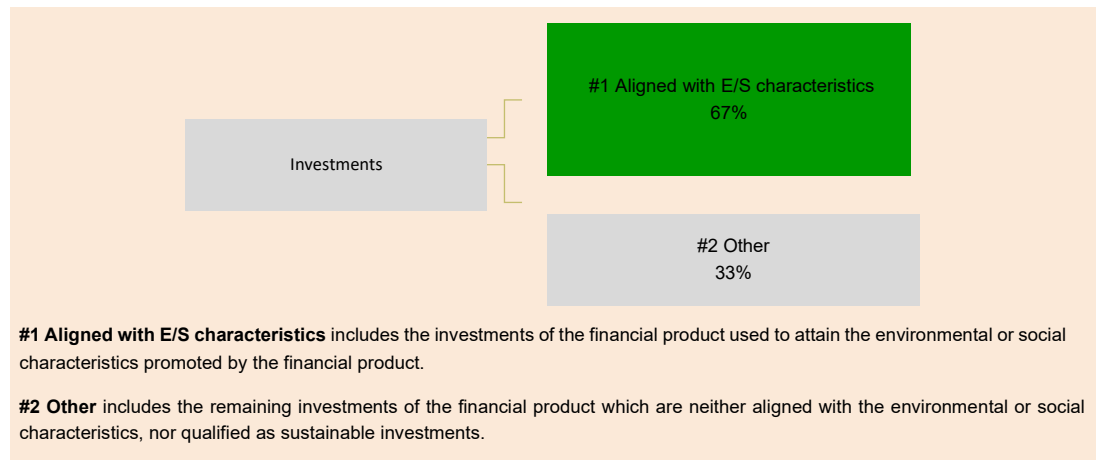 #1 Aligned with E/S characteristics
67%
Investments
#2 Other
33%
#1 Aligned with E/S characteristics includes the investments of the financial product used to attain the environmental or social
characteristics promoted by the financial product.
#2 Other includes the remaining investments of the financial product which are neither aligned with the environmental or social
characteristics, nor qualified as sustainable investments.